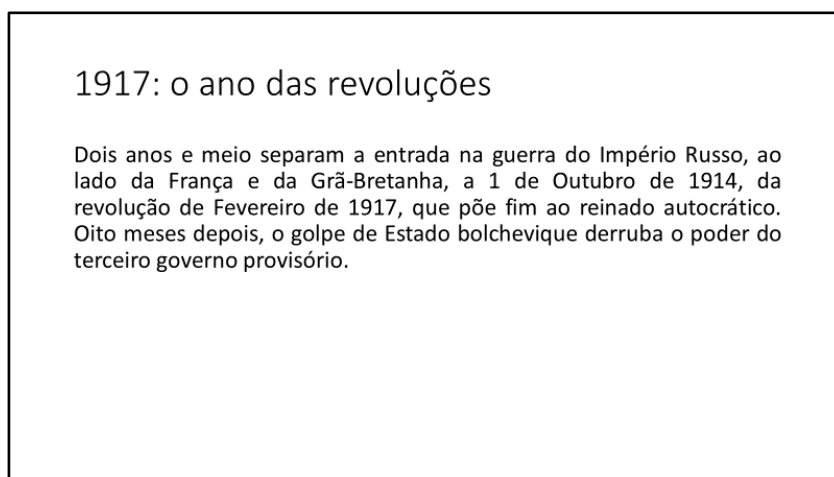 1917: o ano das revoluções
Dois anos e meio separam a entrada na guerra do Império Russo, ao
lado da França e da Grã-Bretanha, a 1 de Outubro de 1914, da
revolução de Fevereiro de 1917, que põe fim ao reinado autocrático.
Oito meses depois, o golpe de Estado bolchevique derruba o poder do
terceiro governo provisório.